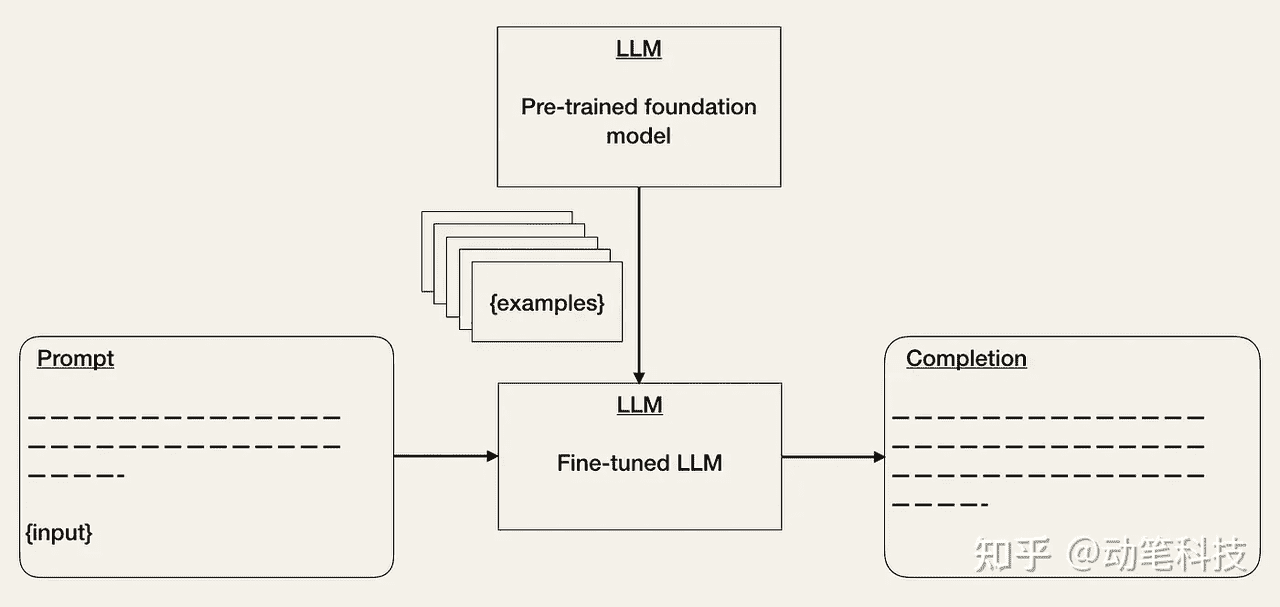 LLM
Pre-trained foundation
model
{examples}
Prompt
{input}
LLM
Fine-tuned LLM
Completion
知乎 @动笔科技